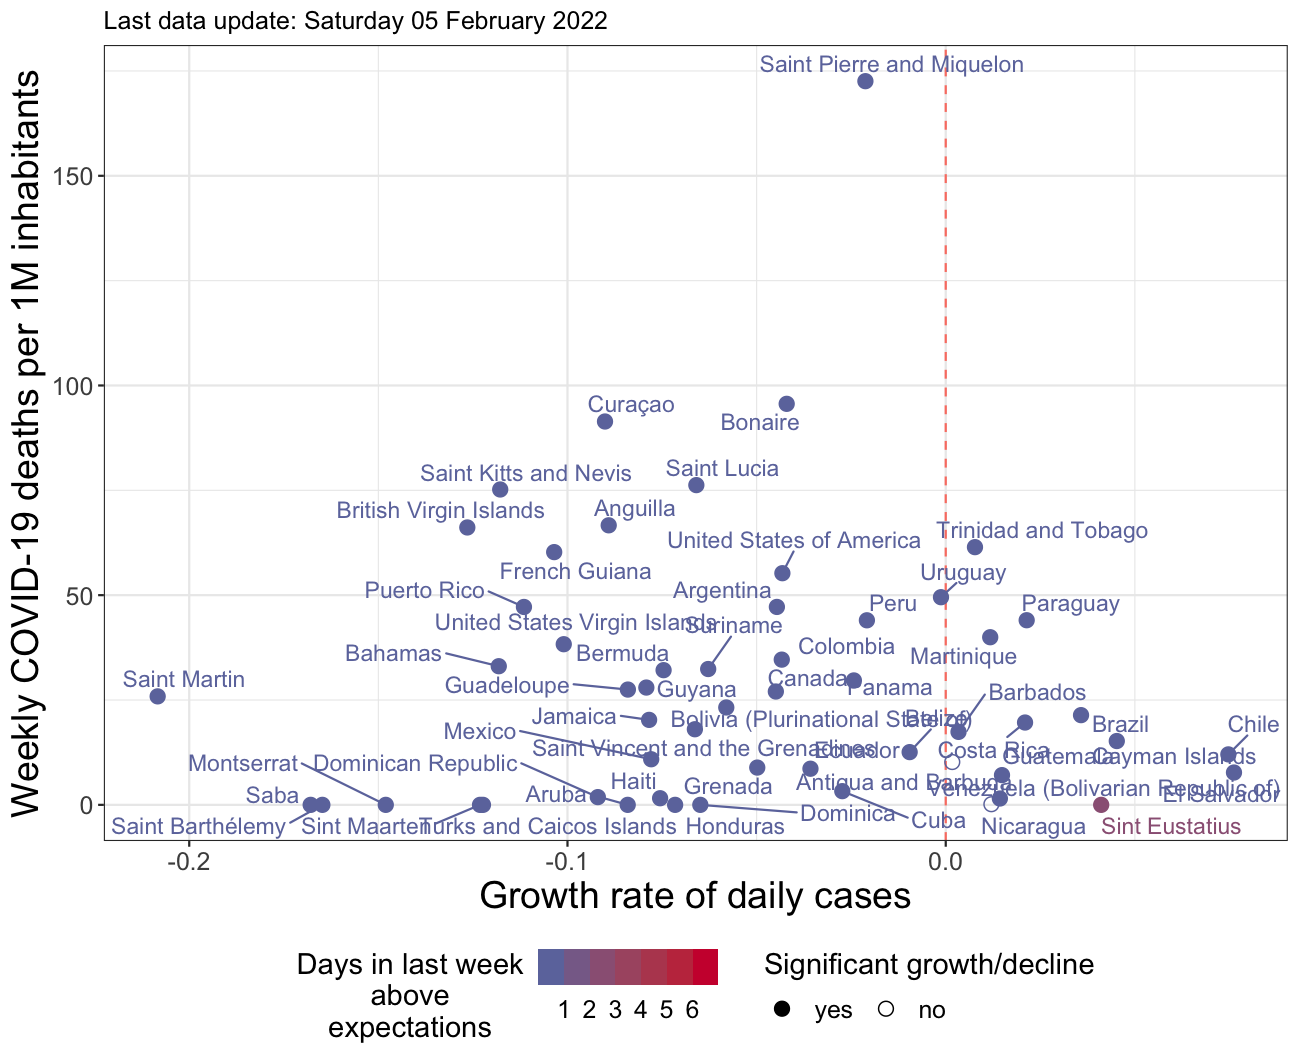 Last data update: Saturday 05 February 2022
Weekly COVID-19 deaths per 1M inhabitants
150
100
50
0
Saint Pierre and Miquelon
Curaçao
Bonaire
Saint Kitts and Nevis
Saint Lucia
British Virgin Islands
Anguilla
Trinidad and Tobago
United States of America
French Guiana
Uruguay
Puerto Rico
Argentina
Peru
Paraguay
United States Virgin Islands
Suriname
Bahamas
Bermuda
Colombia
Martinique
Saint Martin
Guadeloupe
Guyana
Canada
Panama
Barbados
Jamaica
Bolivia (Plurinational State of)
Belize
Brazil
Chile
Mexico
Saint Vincent and the Grenadines
Ecuador
Costa Rica
Guatemala
Cayman Islands
Montserrat
Dominican Republic
Haiti
Grenada
Antigua and Barbuda
Venezuela (Bolivarian Republic of)
El Salvador
Saba
Aruba
Dominica
Cuba
Saint Barthélemy
Sint Maarten
Turks and Caicos Islands
Honduras
Nicaragua
Sint Eustatius
-0.2
-0.1
0.0
Growth rate of daily cases
Days in last week
above
expectations
1 2 3 4 5 6
Significant growth/decline
yes
no